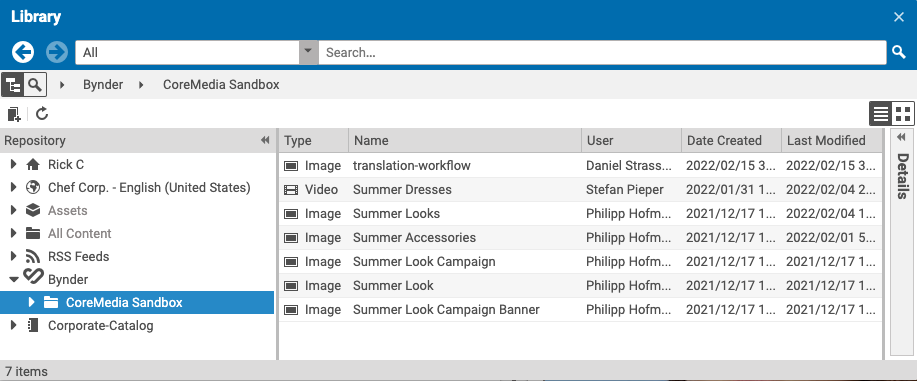 Library
All
Search...
Bynder CoreMedia Sandbox
Repository
Rick C
Chef Corp. - English (United States)
Assets
All Content
RSS Feeds
Bynder
CoreMedia Sandbox
Corporate-Catalog
Type Name User Date Created Last Modified
Image translation-workflow Daniel Strass... 2022/02/15 3... 2022/02/15 3...
Video Summer Dresses Stefan Pieper 2022/01/31 1... 2022/02/04 2...
Image Summer Looks Philipp Hofm... 2021/12/17 1... 2022/02/04 1...
Image Summer Accessories Philipp Hofm... 2021/12/17 1... 2022/02/01 5...
Image Summer Look Campaign Philipp Hofm... 2021/12/17 1... 2021/12/17 1...
Image Summer Look Philipp Hofm... 2021/12/17 1... 2021/12/17 1...
Image Summer Look Campaign Banner Philipp Hofm... 2021/12/17 1... 2021/12/17 1...
Details
7 items